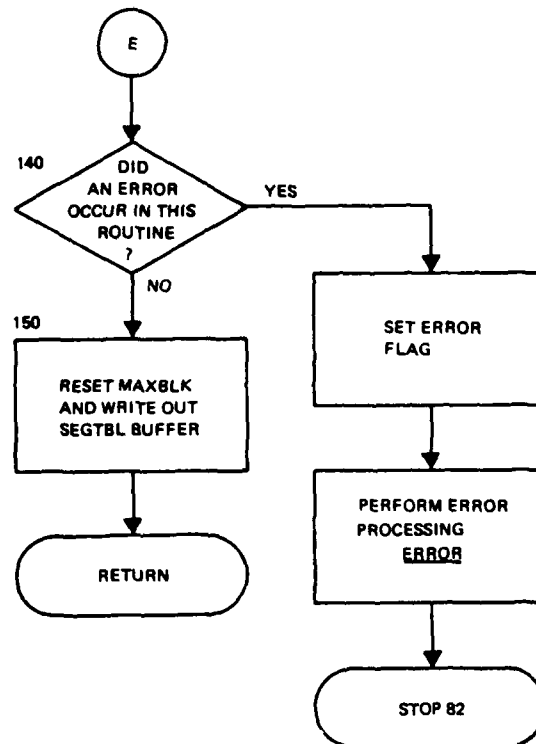 E
140
DID
AN ERROR
OCCUR IN THIS
ROUTINE
?
YES
NO
150
RESET MAXBLK
AND WRITE OUT
SEGTBL BUFFER
RETURN
SET ERROR
FLAG
PERFORM ERROR
PROCESSING
ERROR
STOP 82